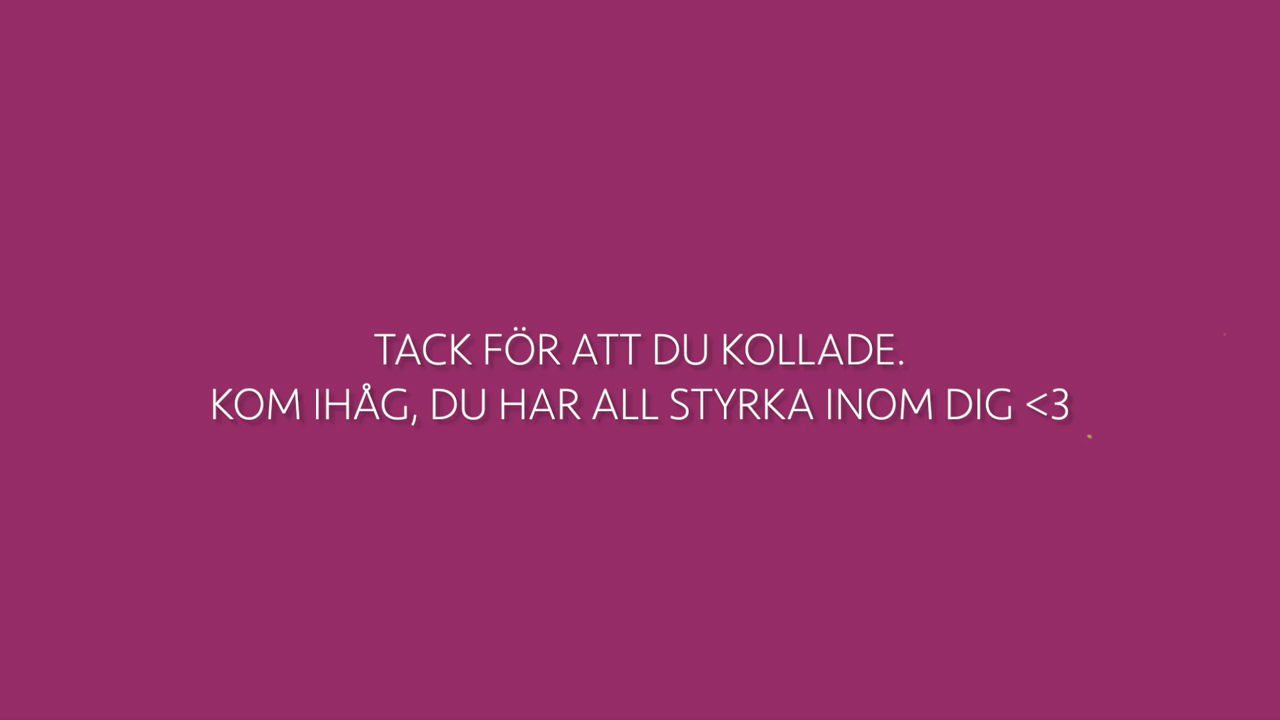 TACK FÖR ATT DU KOLLADE.
KOM IHÅG, DU HAR ALL STYRKA INOM DIG <3